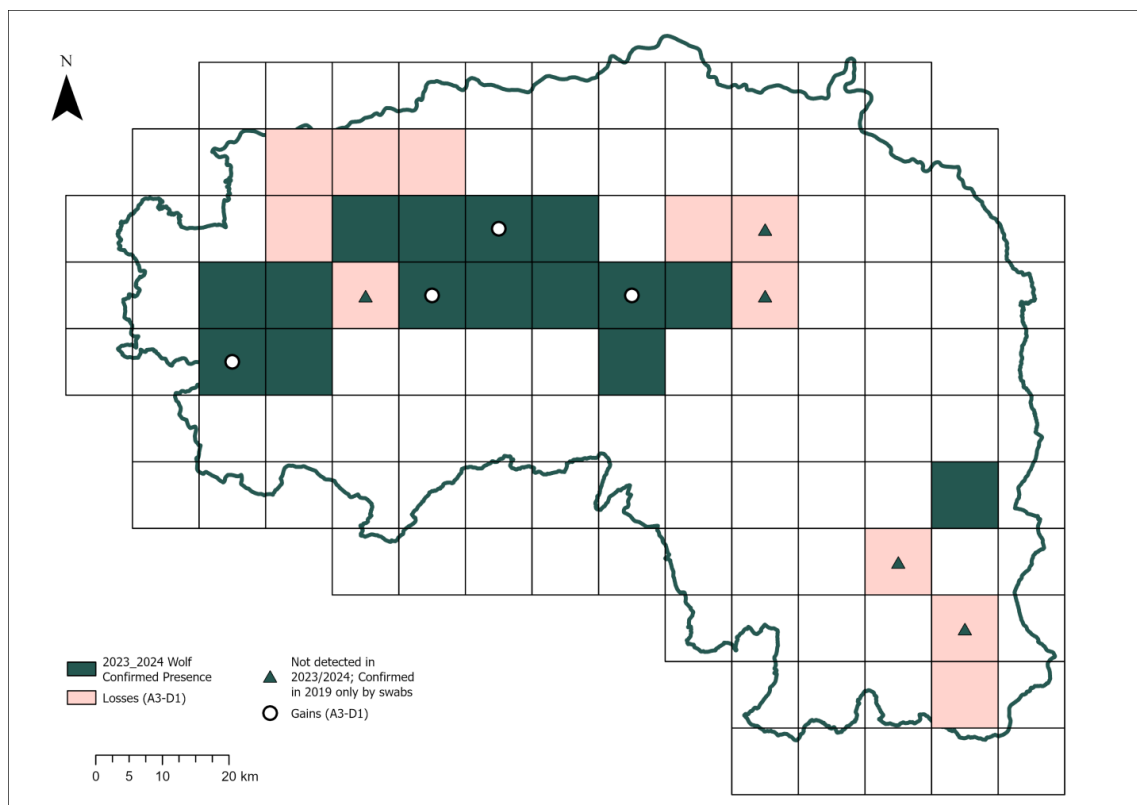 N
2023_2024 Wolf
Confirmed Presence
Losses (A3-D1)
Not detected in
2023/2024; Confirmed
in 2019 only by swabs
Gains (A3-D1)
0 5 10 20 km